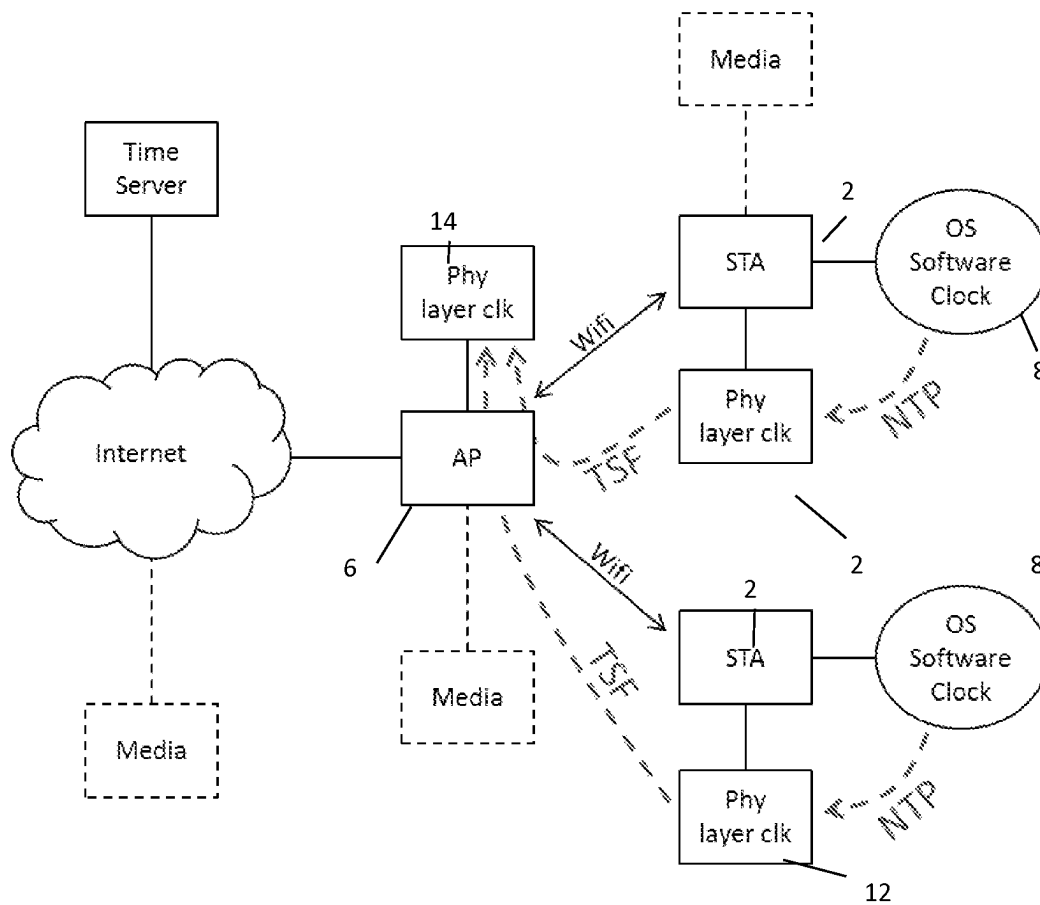 Media
Time
Server
2
OS
Software
Clock
STA
14
Phy
layer clk
Wifi
8
Phy
layer clk
NTP
TSF
Internet
AP
6
Wifi
2
8
2
OS
Software
Clock
STA
TSF
Media
Media
Phy
layer clk
NTP
12